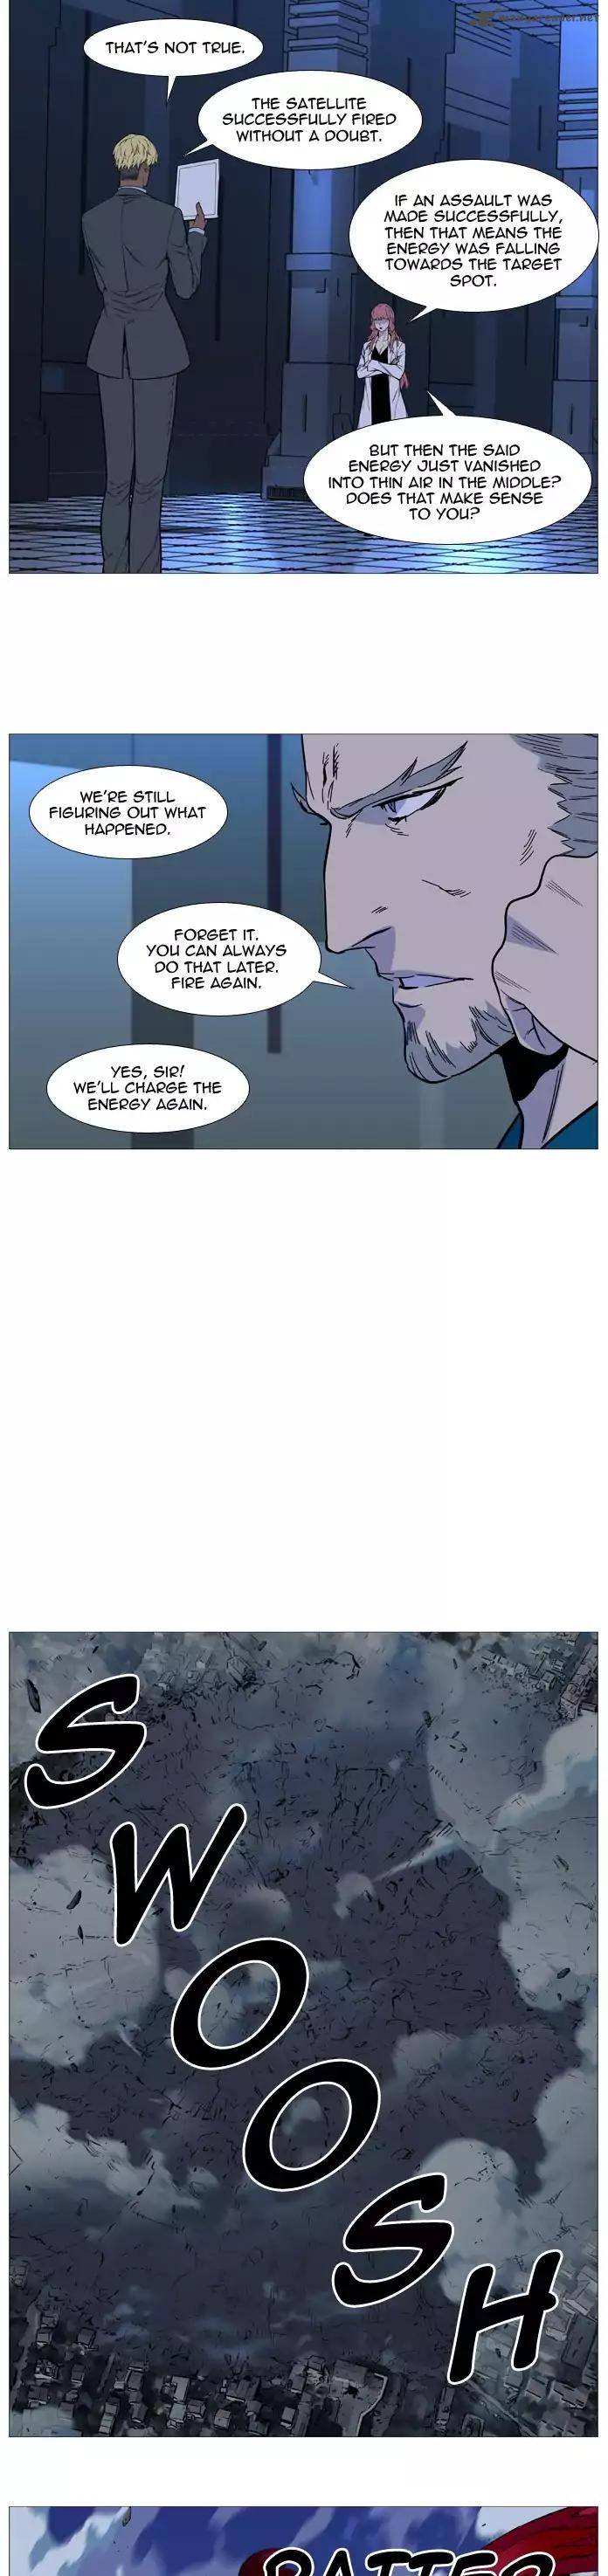 THAT'S NOT TRUE.
THE SATELLITE
SUCCESSFULLY FIRED
WITHOUT A DOUBT.
IF AN ASSAULT WAS
MADE SUCCESSFULLY,
THEN THAT MEANS THE
ENERGY WAS FALLING
TOWARDS THE TARGET
SPOT.
BUT THEN THE SAID
ENERGY JUST VANISHED
INTO THIN AIR IN THE MIDDLE?
DOES THAT MAKE SENSE
TO YOU?
WE'RE STILL
FIGURING OUT WHAT
HAPPENED.
FORGET IT.
YOU CAN ALWAYS
DO THAT LATER.
FIRE AGAIN.
YES, SIR!
WE'LL CHARGE THE
ENERGY AGAIN.
SWOOSH